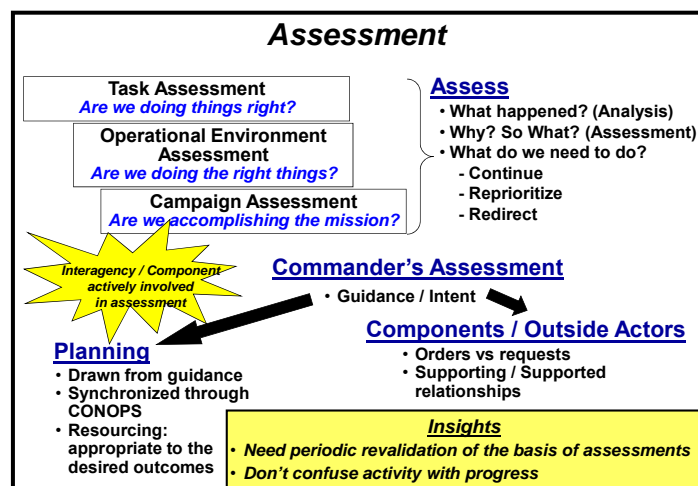 Assessment
Task Assessment
Are we doing things right?
Operational Environment
Assessment
Are we doing the right things?
Campaign Assessment
Are we accomplishing the mission?
Assess
• What happened? (Analysis)
• Why? So What? (Assessment)
• What do we need to do?
- Continue
- Reprioritize
- Redirect
Interagency / Component
actively involved
in assessment
Commander’s Assessment
• Guidance / Intent
Planning
• Drawn from guidance
• Synchronized through
CONOPS
• Resourcing:
appropriate to the
desired outcomes
Components / Outside Actors
• Orders vs requests
• Supporting / Supported
relationships
Insights
• Need periodic revalidation of the basis of assessments
• Don’t confuse activity with progress